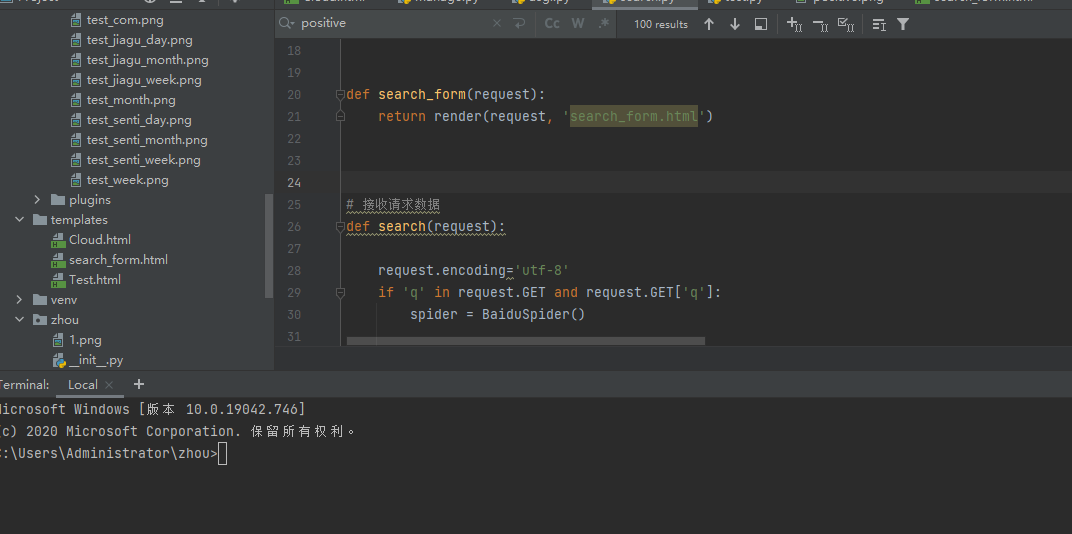 test_com.png
test_jiagu_day.png
test_jiagu_month.png
test_jiagu_week.png
test_month.png
test_senti_day.png
test_senti_month.png
test_senti_week.png
test_week.png
plugins
templates
Cloud.html
search_form.html
Test.html
venv
zhou
1.png
__init__.py
positive
Cc W .* 100 results
18
19
20 def search_form(request):
21 return render(request, 'search_form.html')
22
23
24
25 # 接收请求数据
26 def search(request):
27
28 request.encoding='utf-8'
29 if 'q' in request.GET and request.GET['q']:
30 spider = BaiduSpider()
31
Local
Windows [版本 10.0.19042.746]
2020 Microsoft Corporation. 保留所有权利。
:\Users\Administrator\zhou>